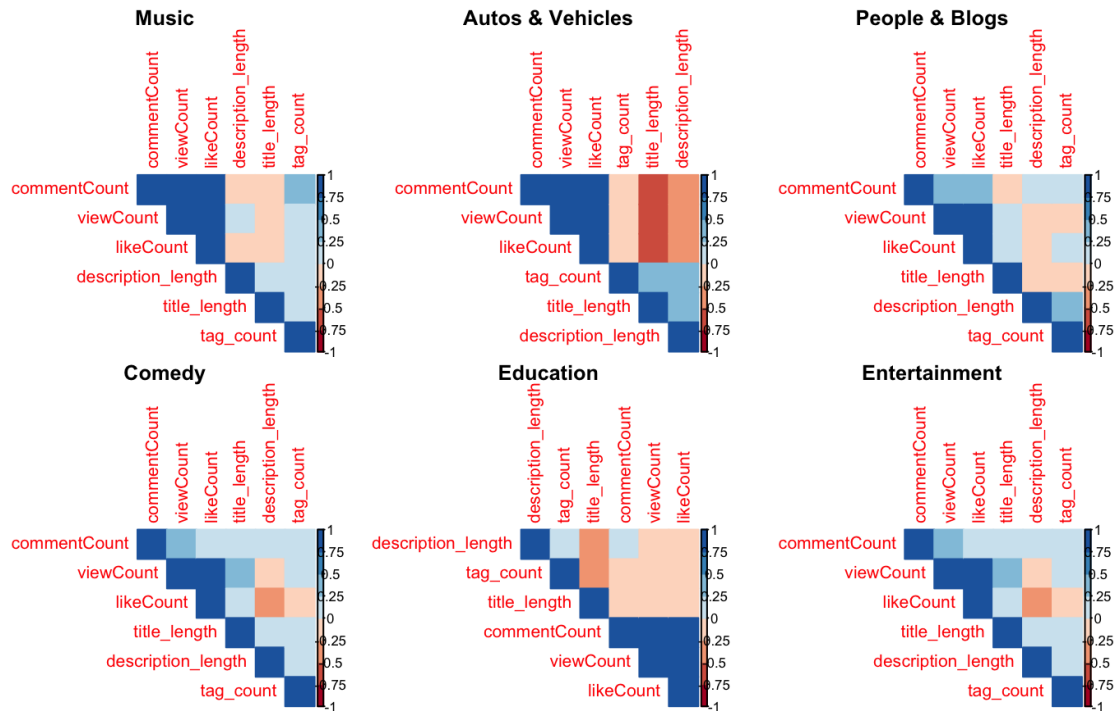 Music
commentCount
viewCount
likeCount
description_length
title_length
tag_count
commentCount
viewCount
likeCount
description_length
title_length
tag_count
1
0.75
0.5
0.25
0
-0.25
-0.5
-0.75
-1
Autos & Vehicles
commentCount
viewCount
likeCount
tag_count
title_length
description_length
commentCount
viewCount
likeCount
tag_count
title_length
description_length
1
0.75
0.5
0.25
0
-0.25
-0.5
-0.75
-1
People & Blogs
commentCount
viewCount
likeCount
title_length
description_length
tag_count
commentCount
viewCount
likeCount
title_length
description_length
tag_count
1
0.75
0.5
0.25
0
-0.25
-0.5
-0.75
-1
Comedy
commentCount
viewCount
likeCount
title_length
description_length
tag_count
commentCount
viewCount
likeCount
title_length
description_length
tag_count
1
0.75
0.5
0.25
0
-0.25
-0.5
-0.75
-1
Education
description_length
tag_count
title_length
commentCount
viewCount
likeCount
description_length
tag_count
title_length
commentCount
viewCount
likeCount
1
0.75
0.5
0.25
0
-0.25
-0.5
-0.75
-1
Entertainment
commentCount
viewCount
likeCount
title_length
description_length
tag_count
commentCount
viewCount
likeCount
title_length
description_length
tag_count
1
0.75
0.5
0.25
0
-0.25
-0.5
-0.75
-1